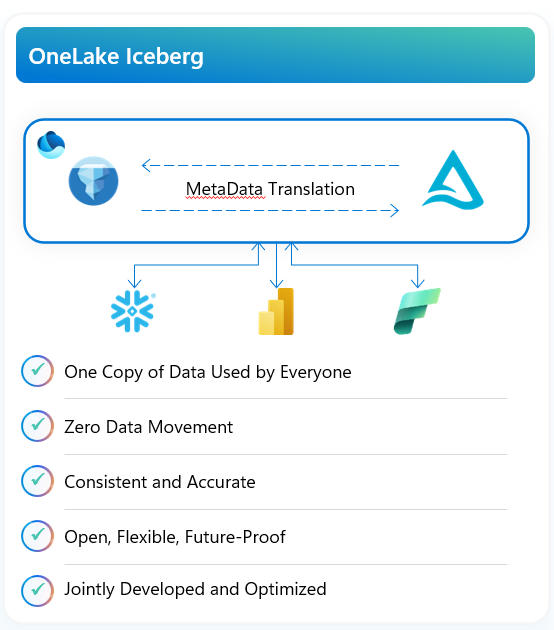 OneLake Iceberg
MetaData Translation
One Copy of Data Used by Everyone
Zero Data Movement
Consistent and Accurate
Open, Flexible, Future-Proof
Jointly Developed and Optimized